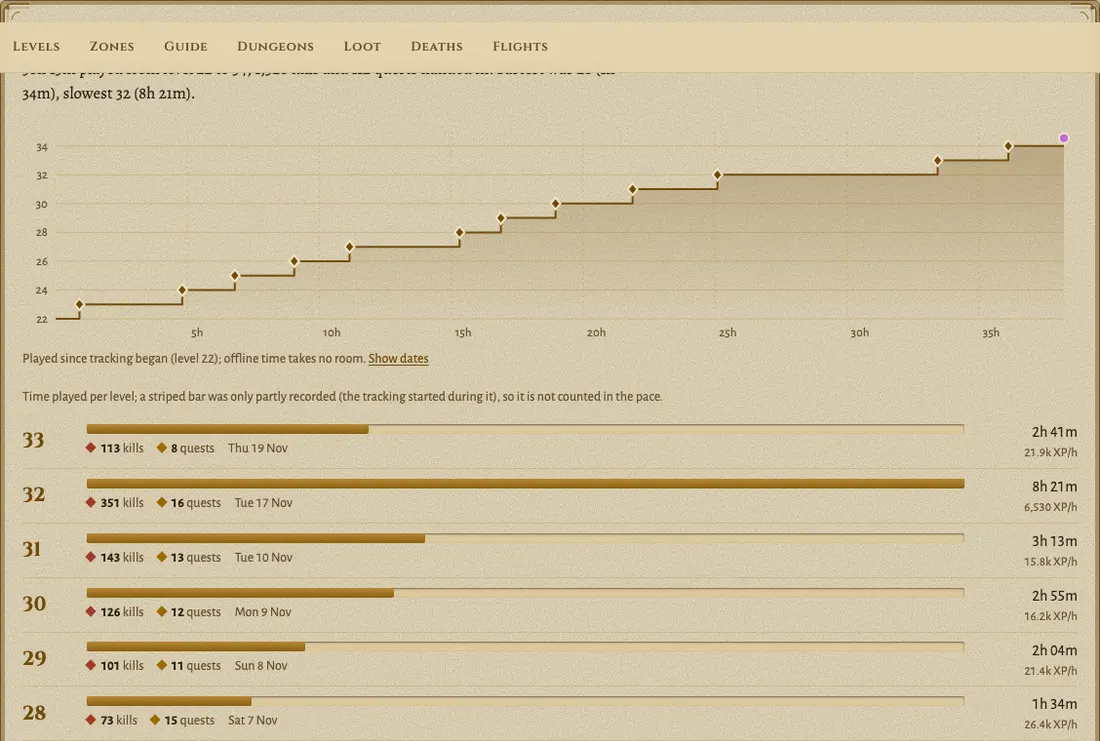 LEVELS ZONES GUIDE DUNGEONS LOOT DEATHS FLIGHTS
34m), slowest 32 (8h 21m).
34
32
30
28
26
24
22
5h 10h 15h 20h 25h 30h 35h
Played since tracking began (level 22); offline time takes no room. Show dates
Time played per level; a striped bar was only partly recorded (the tracking started during it), so it is not counted in the pace.
33 2h 41m
113 kills 8 quests Thu 19 Nov 21.9k XP/h
32 8h 21m
351 kills 16 quests Tue 17 Nov 6,530 XP/h
31 3h 13m
143 kills 13 quests Tue 10 Nov 15.8k XP/h
30 2h 55m
126 kills 12 quests Mon 9 Nov 16.2k XP/h
29 2h 04m
101 kills 11 quests Sun 8 Nov 21.4k XP/h
28 1h 34m
73 kills 15 quests Sat 7 Nov 26.4k XP/h